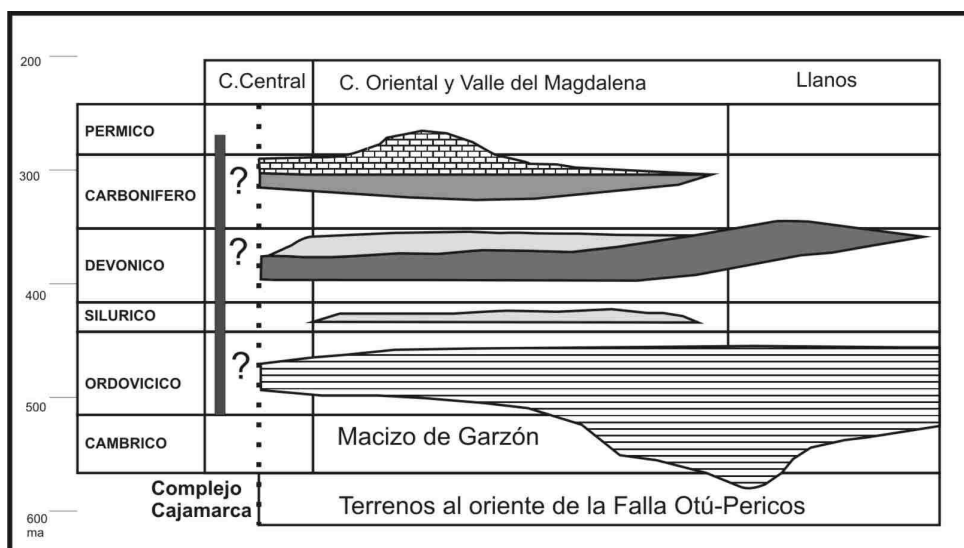 200
C.Central
C. Oriental y Valle del Magdalena
Llanos
PERMICO
300
?
CARBONIFERO
?
DEVONICO
400
SILURICO
?
ORDOVICICO
500
Macizo de Garzón
CAMBRICO
Complejo
Cajamarca
Terrenos al oriente de la Falla Otú-Pericos
600
ma